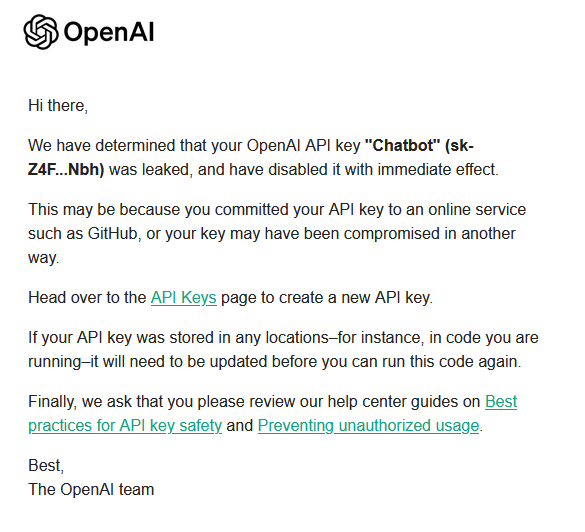 OpenAI
Hi there,
We have determined that your OpenAI API key "Chatbot" (sk-
Z4F...Nbh) was leaked, and have disabled it with immediate effect.
This may be because you committed your API key to an online service
such as GitHub, or your key may have been compromised in another
way.
Head over to the API Keys page to create a new API key.
If your API key was stored in any locations–for instance, in code you are
running–it will need to be updated before you can run this code again.
Finally, we ask that you please review our help center guides on Best
practices for API key safety and Preventing unauthorized usage.
Best,
The OpenAI team